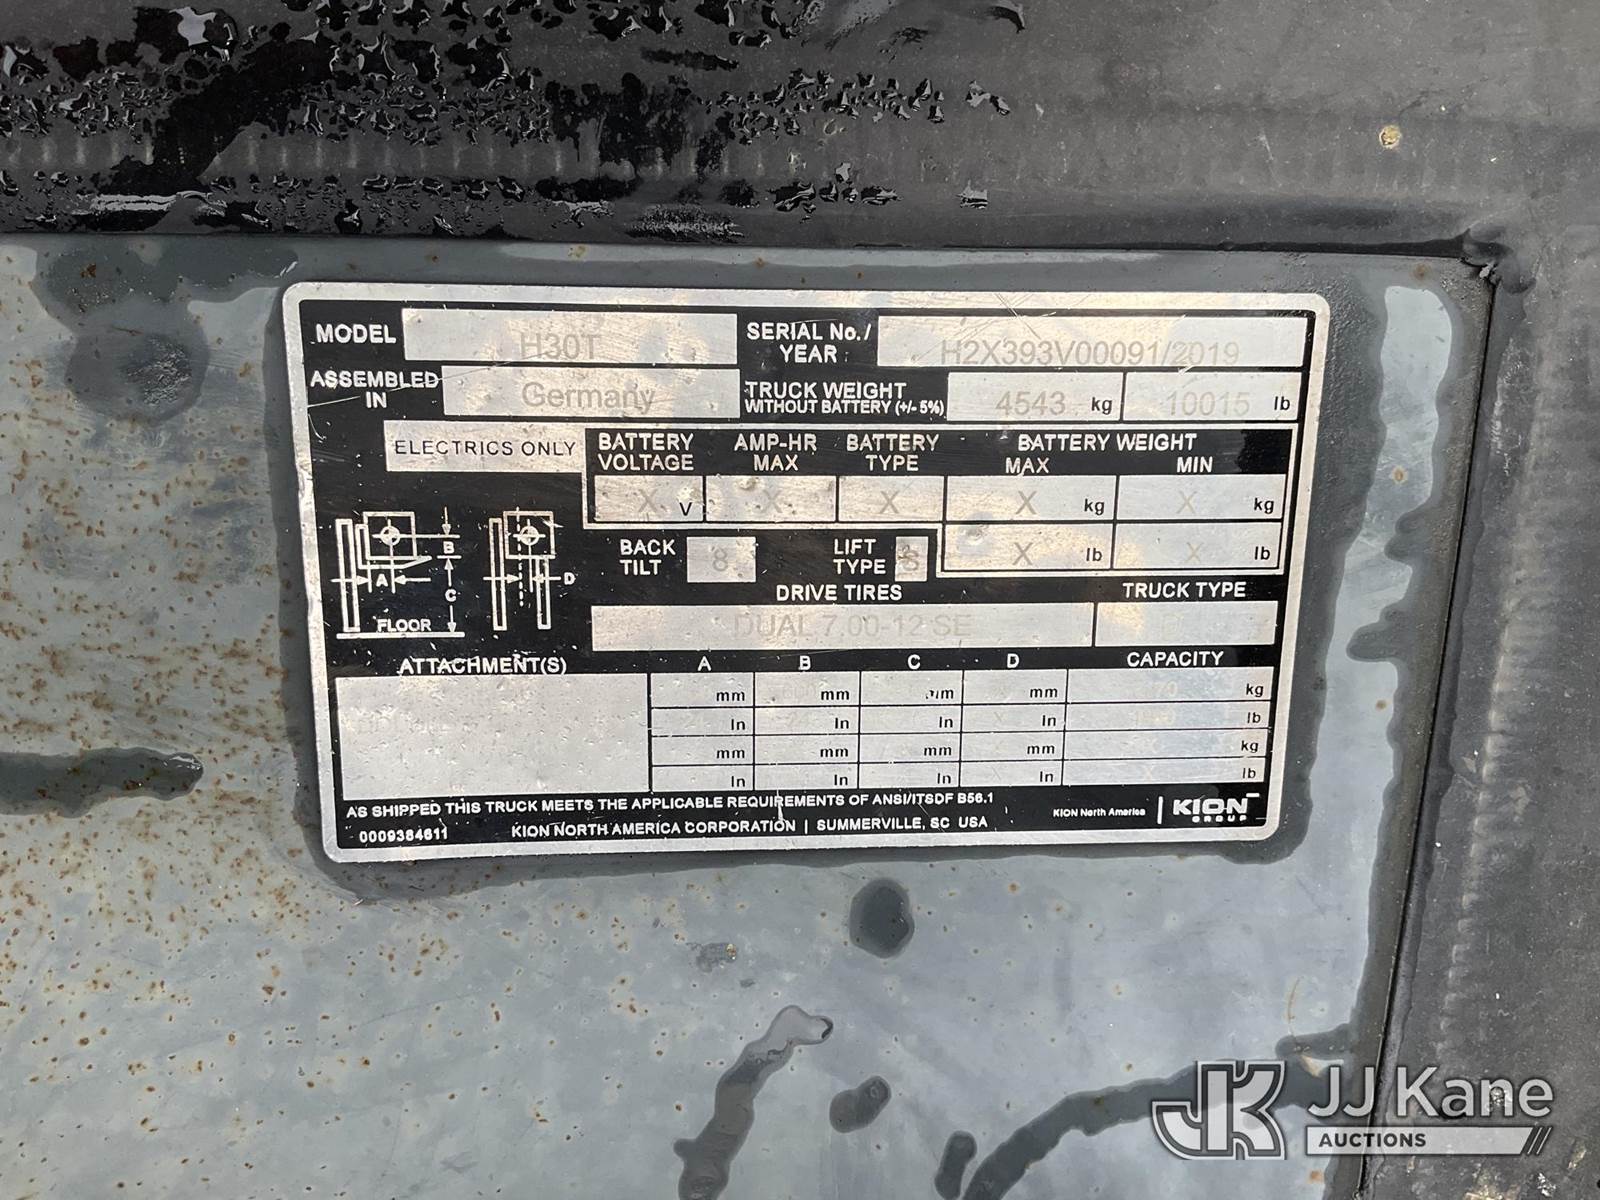 MODEL H30T SERIAL No./ YEAR H2X393V00091/2019
ASSEMBLED IN Germany TRUCK WEIGHT WITHOUT BATTERY (+/- 5%) 4543 kg 10015 lb
ELECTRICS ONLY BATTERY VOLTAGE AMP-HR MAX BATTERY TYPE BATTERY WEIGHT
MAX MIN
X V X X X kg X kg
X lb X lb
BACK TILT 8 LIFT TYPE S
DRIVE TIRES TRUCK TYPE
DUAL 7.00-12 SE
A B C D
FLOOR
ATTACHMENT(S) A B C D CAPACITY
mm mm mm mm kg
In In In In lb
mm mm mm mm kg
In In In In X lb
AS SHIPPED THIS TRUCK MEETS THE APPLICABLE REQUIREMENTS OF ANSI/ITSDF B56.1
0009384611 KION NORTH AMERICA CORPORATION | SUMMERVILLE, SC USA
KION North America | KION GROUP
JK JJ Kane
AUCTIONS